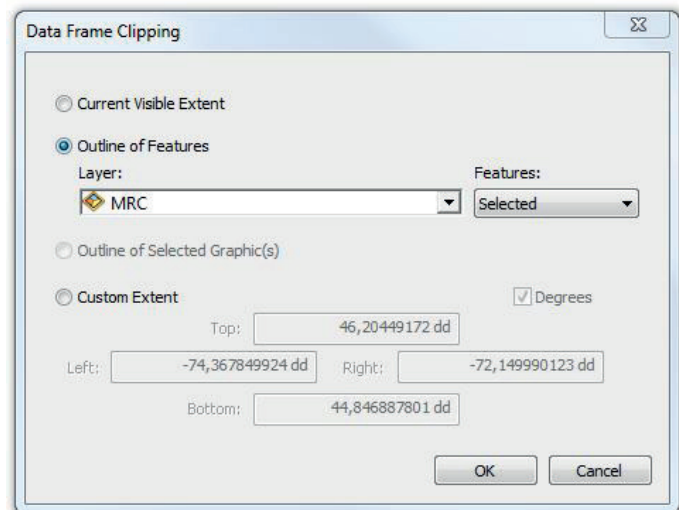 Data Frame Clipping
Current Visible Extent
Outline of Features
Layer: Features:
MRC Selected
Outline of Selected Graphic(s)
Custom Extent Degrees
Top: 46,20449172 dd
Left: -74,367849924 dd Right: -72,149990123 dd
Bottom: 44,846887801 dd
OK Cancel